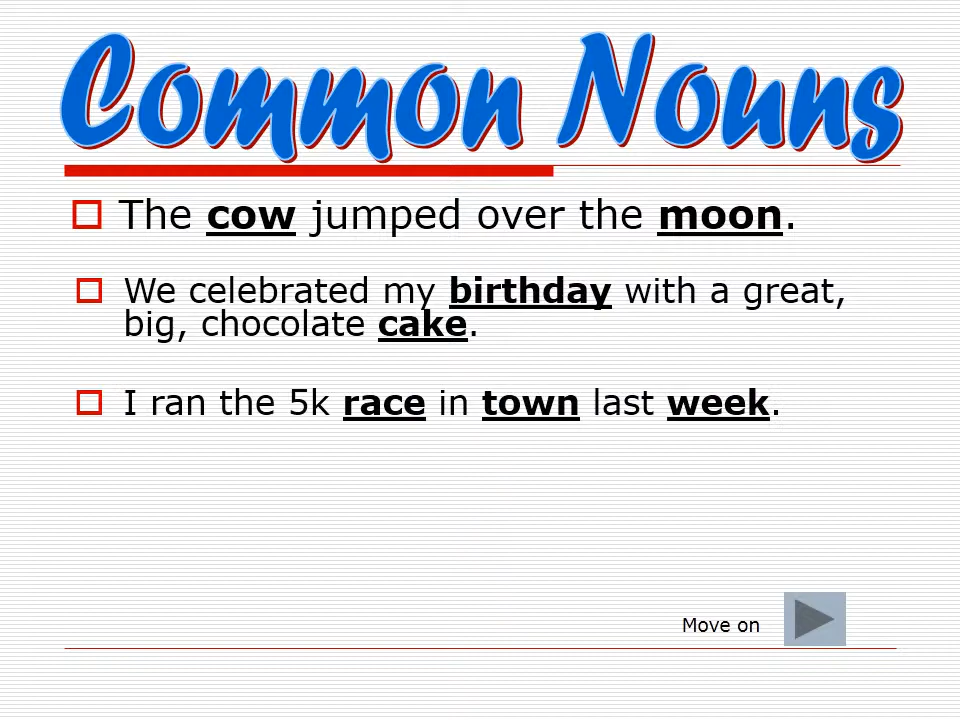 Common Nouns
The cow jumped over the moon.
We celebrated my birthday with a great,
big, chocolate cake.
I ran the 5k race in town last week.
Move on